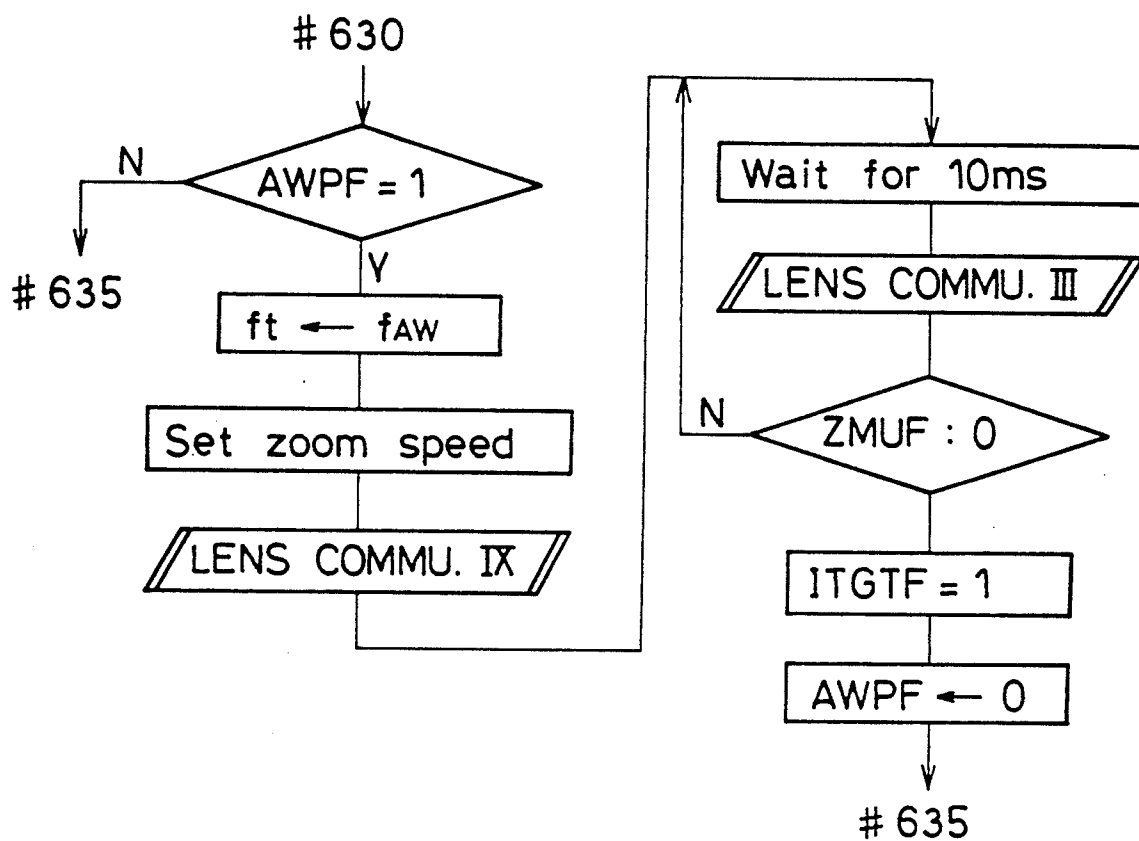 # 630
AWPF = 1
N
Y
# 635
ft ← fAW
Set zoom speed
LENS COMMU. IX
Wait for 10ms
LENS COMMU. III
ZMUF : 0
N
ITGTF = 1
AWPF ← 0
# 635